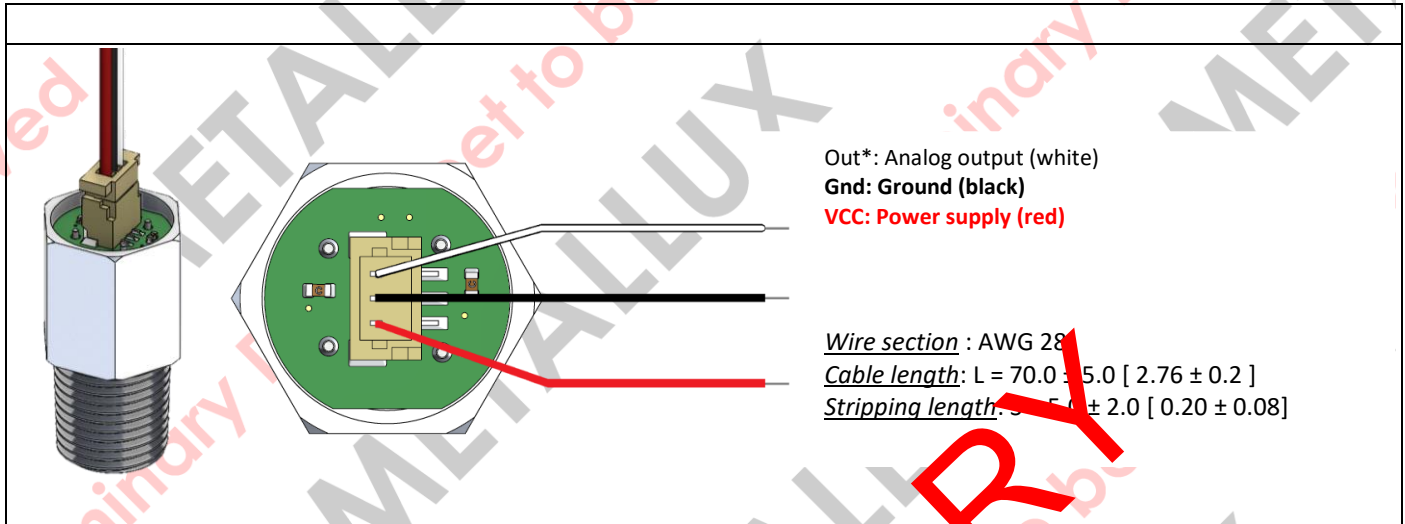 Out*: Analog output (white)
Gnd: Ground (black)
VCC: Power supply (red)
Wire section : AWG 28
Cable length: L = 70.0 ± 5.0 [ 2.76 ± 0.2 ]
Stripping length: ± 2.0 [ 0.20 ± 0.08]
METALLUX